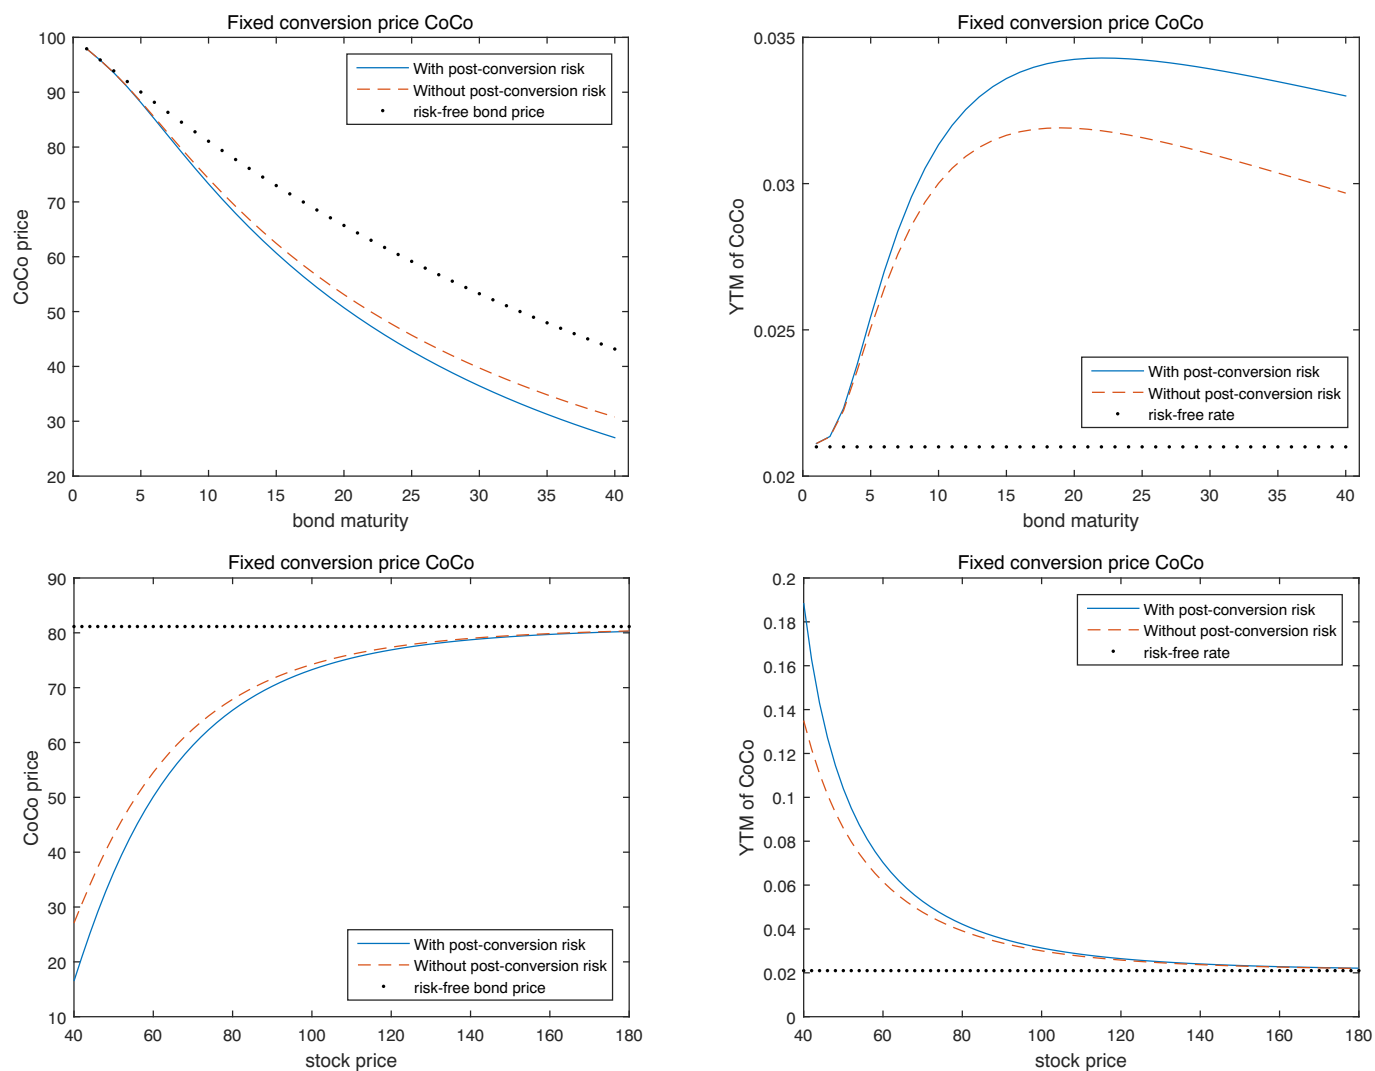 Fixed conversion price CoCo
100
90
80
70
60
50
40
30
20
0
5
10
15
20
25
30
35
40
CoCo price
bond maturity
With post-conversion risk
Without post-conversion risk
risk-free bond price
Fixed conversion price CoCo
0.035
0.03
0.025
0.02
0
5
10
15
20
25
30
35
40
YTM of CoCo
bond maturity
With post-conversion risk
Without post-conversion risk
risk-free rate
Fixed conversion price CoCo
90
80
70
60
50
40
30
20
10
40
60
80
100
120
140
160
180
CoCo price
stock price
With post-conversion risk
Without post-conversion risk
risk-free bond price
Fixed conversion price CoCo
0.2
0.18
0.16
0.14
0.12
0.1
0.08
0.06
0.04
0.02
0
40
60
80
100
120
140
160
180
YTM of CoCo
stock price
With post-conversion risk
Without post-conversion risk
risk-free rate